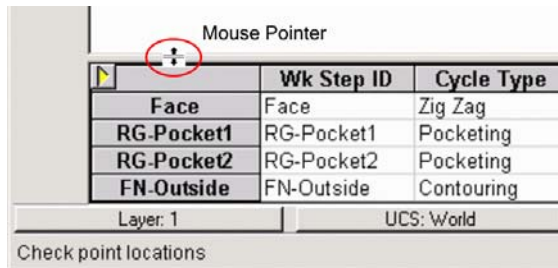 Mouse Pointer
Wk Step ID Cycle Type
Face Face Zig Zag
RG-Pocket1 RG-Pocket1 Pocketing
RG-Pocket2 RG-Pocket2 Pocketing
FN-Outside FN-Outside Contouring
Layer: 1 UCS: World
Check point locations